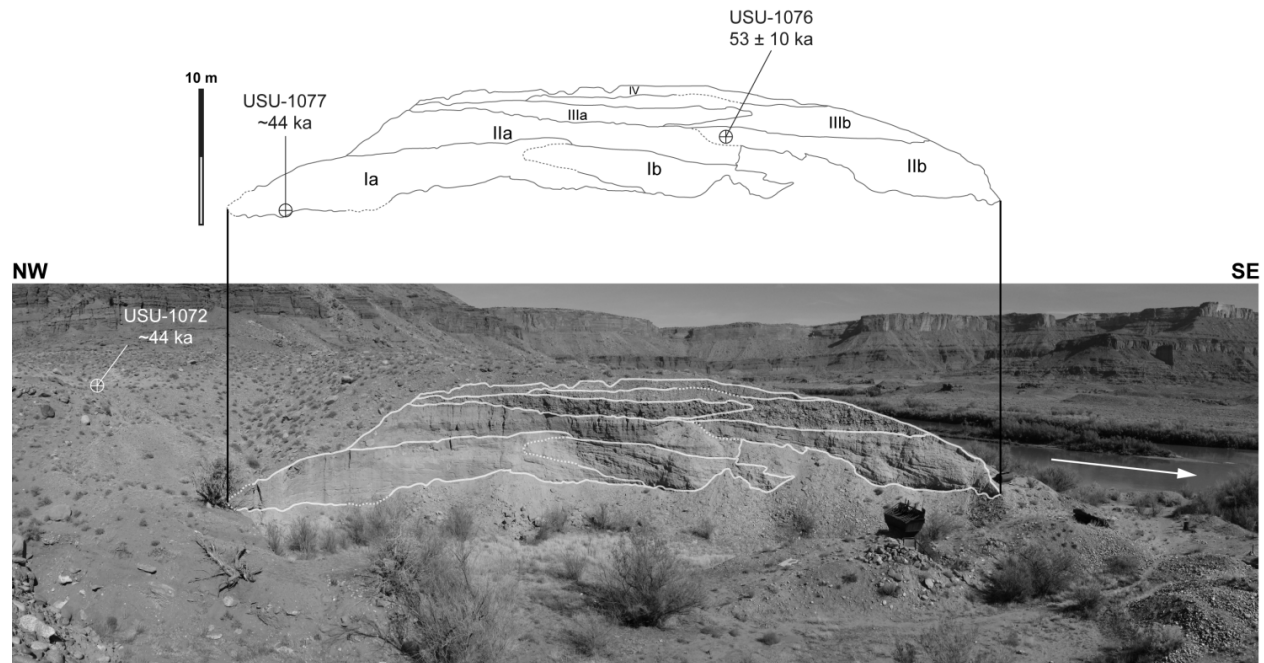 USU-1076
53 ± 10 ka
10 m
USU-1077
~44 ka
IV
IIIa
IIIb
IIa
IIb
Ib
Ia
NW
SE
USU-1072
~44 ka